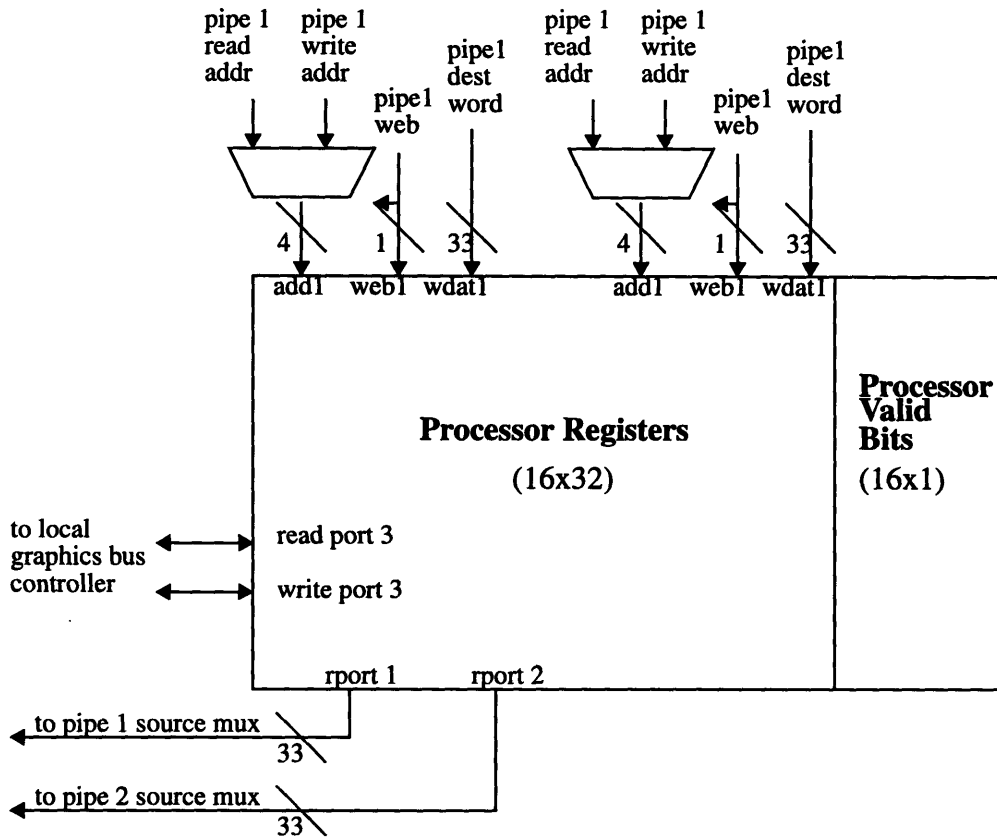 pipe 1
read
addr
pipe 1
write
addr
pipe1
web
pipe1
dest
word
pipe 1
read
addr
pipe 1
write
addr
pipe1
web
pipe1
dest
word
4
1
33
4
1
33
add1
web1
wdat1
add1
web1
wdat1
Processor Registers
(16x32)
Processor
Valid
Bits
(16x1)
to local
graphics bus
controller
read port 3
write port 3
rport 1
rport 2
to pipe 1 source mux
33
to pipe 2 source mux
33